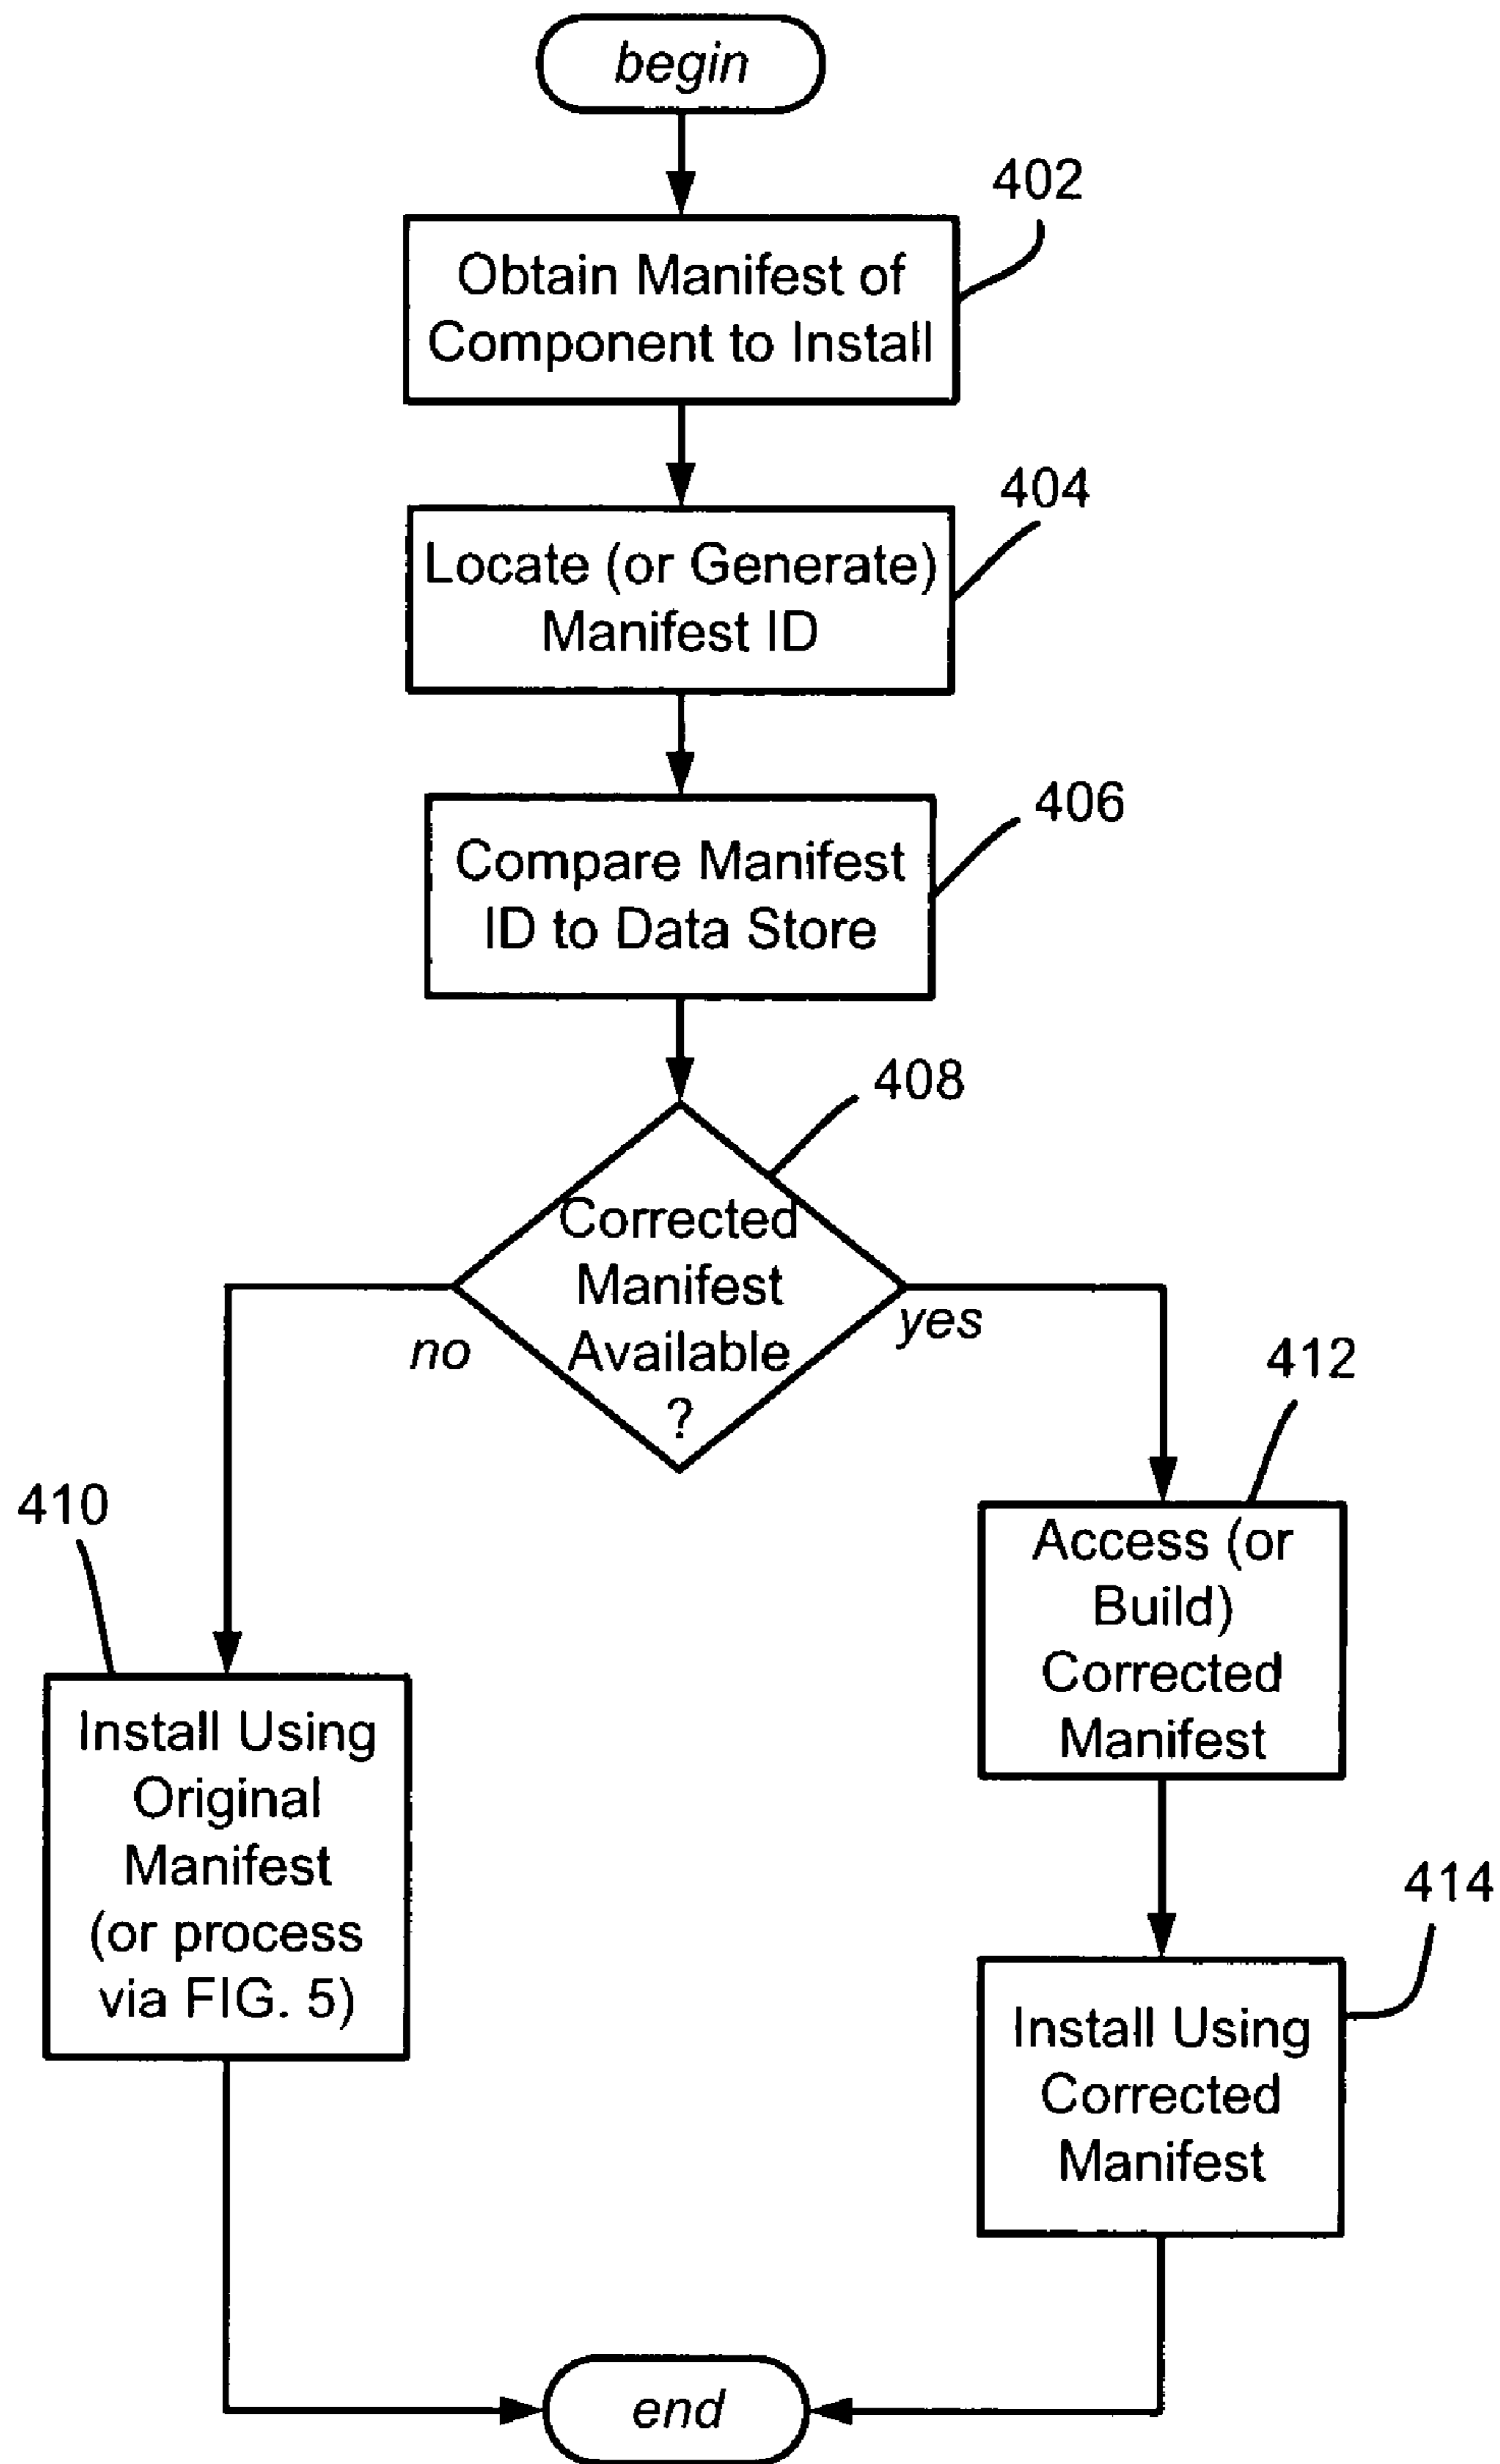 begin
402
Obtain Manifest of
Component to Install
404
Locate (or Generate)
Manifest ID
406
Compare Manifest
ID to Data Store
408
Corrected
Manifest
Available
?
no
yes
412
Access (or
Build)
Corrected
Manifest
410
Install Using
Original
Manifest
(or process
via FIG. 5)
414
Install Using
Corrected
Manifest
end